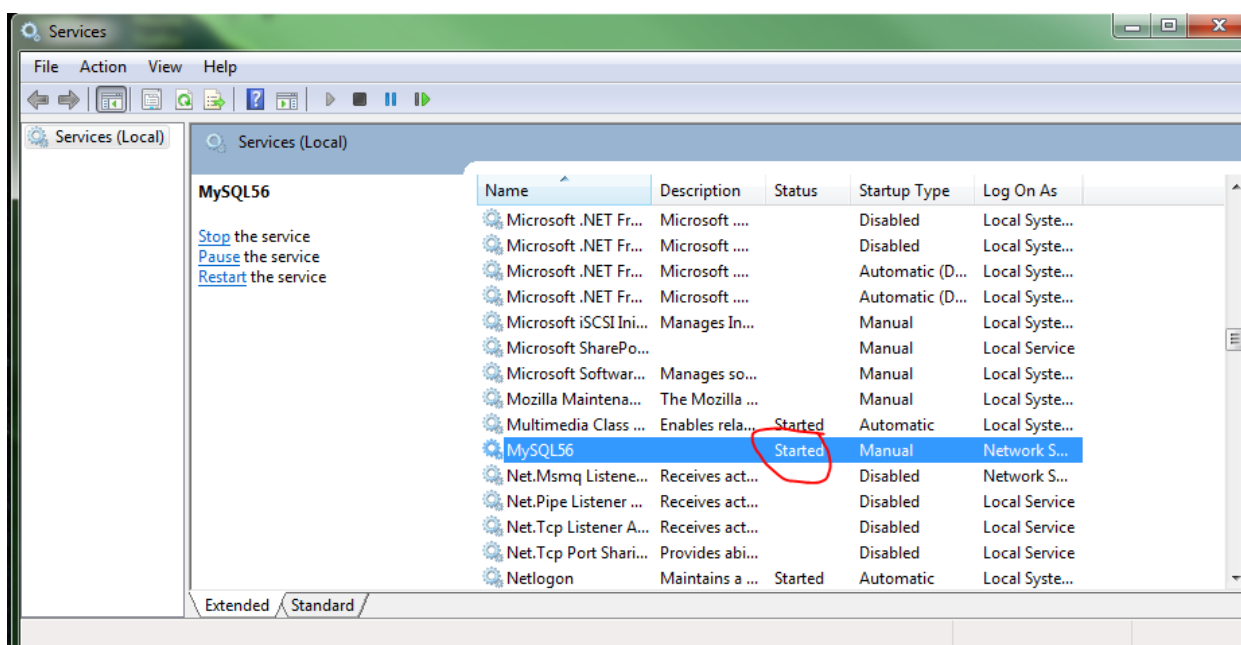 Services
File Action View Help
Services (Local)
Services (Local)
MySQL56
Stop the service
Pause the service
Restart the service
Name Description Status Startup Type Log On As
Microsoft .NET Fr... Microsoft .... Disabled Local Syste...
Microsoft .NET Fr... Microsoft .... Disabled Local Syste...
Microsoft .NET Fr... Microsoft .... Automatic (D... Local Syste...
Microsoft .NET Fr... Microsoft .... Automatic (D... Local Syste...
Microsoft iSCSI Ini... Manages In... Manual Local Syste...
Microsoft SharePo... Manual Local Service
Microsoft Softwar... Manages so... Manual Local Syste...
Mozilla Maintena... The Mozilla ... Manual Local Syste...
Multimedia Class ... Enables rela... Started Automatic Local Syste...
MySQL56 Started Manual Network S...
Net.Msmq Listene... Receives act... Disabled Network S...
Net.Pipe Listener ... Receives act... Disabled Local Service
Net.Tcp Listener A... Receives act... Disabled Local Service
Net.Tcp Port Shari... Provides abi... Disabled Local Service
Netlogon Maintains a ... Started Automatic Local Syste...
Extended Standard